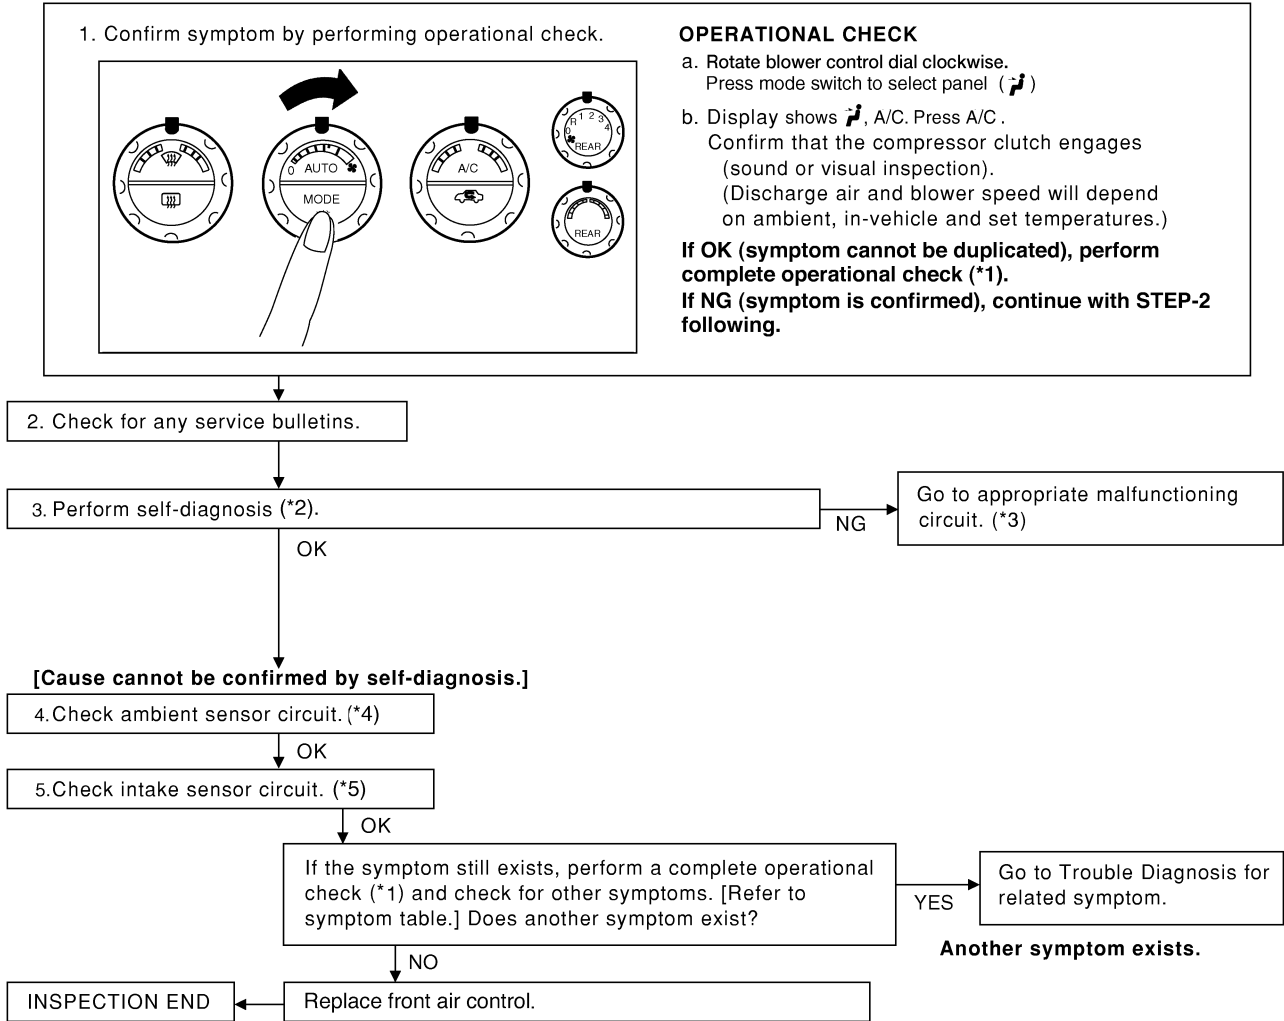 1. Confirm symptom by performing operational check.
0
AUTO
MODE
A/C
0 R 1 2 3 4
REAR
REAR
OPERATIONAL CHECK
a. Rotate blower control dial clockwise.
Press mode switch to select panel ( )
b. Display shows , A/C. Press A/C .
Confirm that the compressor clutch engages
(sound or visual inspection).
(Discharge air and blower speed will depend
on ambient, in-vehicle and set temperatures.)
If OK (symptom cannot be duplicated), perform
complete operational check (*1).
If NG (symptom is confirmed), continue with STEP-2
following.
2. Check for any service bulletins.
3. Perform self-diagnosis (*2).
NG
Go to appropriate malfunctioning
circuit. (*3)
OK
[Cause cannot be confirmed by self-diagnosis.]
4. Check ambient sensor circuit. (*4)
OK
5. Check intake sensor circuit. (*5)
OK
If the symptom still exists, perform a complete operational
check (*1) and check for other symptoms. [Refer to
symptom table.] Does another symptom exist?
YES
Go to Trouble Diagnosis for
related symptom.
Another symptom exists.
NO
Replace front air control.
INSPECTION END